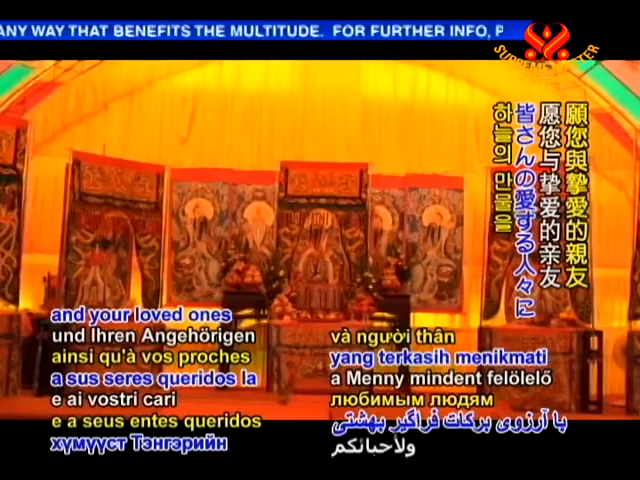 ANY WAY THAT BENEFITS THE MULTITUDE. FOR FURTHER INFO, P
SUPREME MASTER
願您與摯愛的親友
愿您与挚爱的亲友
皆さんの愛する人々に
하늘의 만물을
and your loved ones
und Ihren Angehörigen
ainsi qu'à vos proches
a sus seres queridos la
e ai vostri cari
e a seus entes queridos
хүмүүст Тэнгэрийн
và người thân
yang terkasih menikmati
a Menny mindent felölelő
любимым людям
با آرزوی برکات فراگیر بهشتی
ولأحبائكم